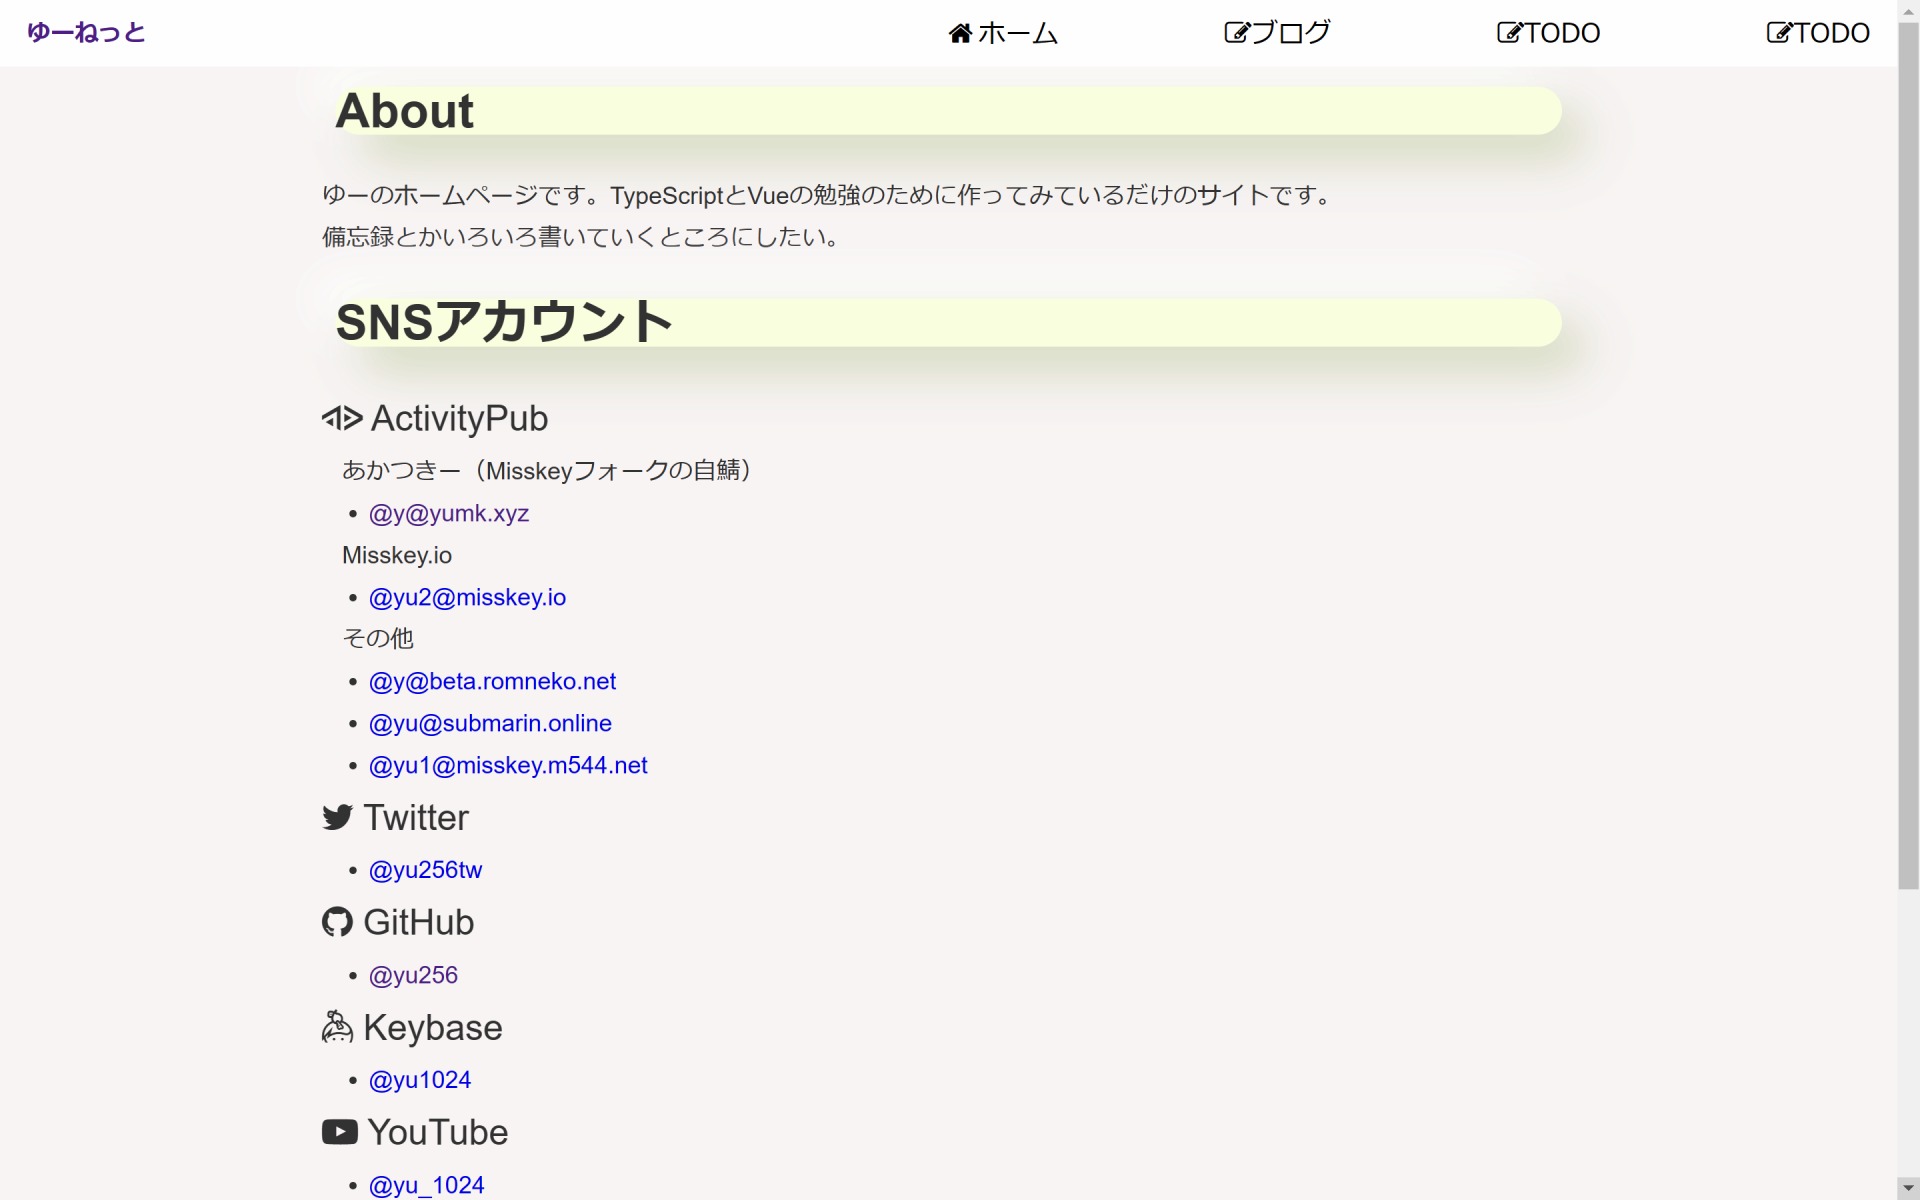 ゆーねっと
ホーム
ブログ
TODO
TODO
About
ゆーのホームページです。TypeScriptとVueの勉強のために作ってみているだけのサイトです。
備忘録とかいろいろ書いていくところにしたい。
SNSアカウント
ActivityPub
あかつきー（Misskeyフォークの自鯖）
• @y@yumk.xyz
Misskey.io
• @yu2@misskey.io
その他
• @y@beta.romneko.net
• @yu@submarin.online
• @yu1@misskey.m544.net
Twitter
• @yu256tw
GitHub
• @yu256
Keybase
• @yu1024
YouTube
• @yu_1024